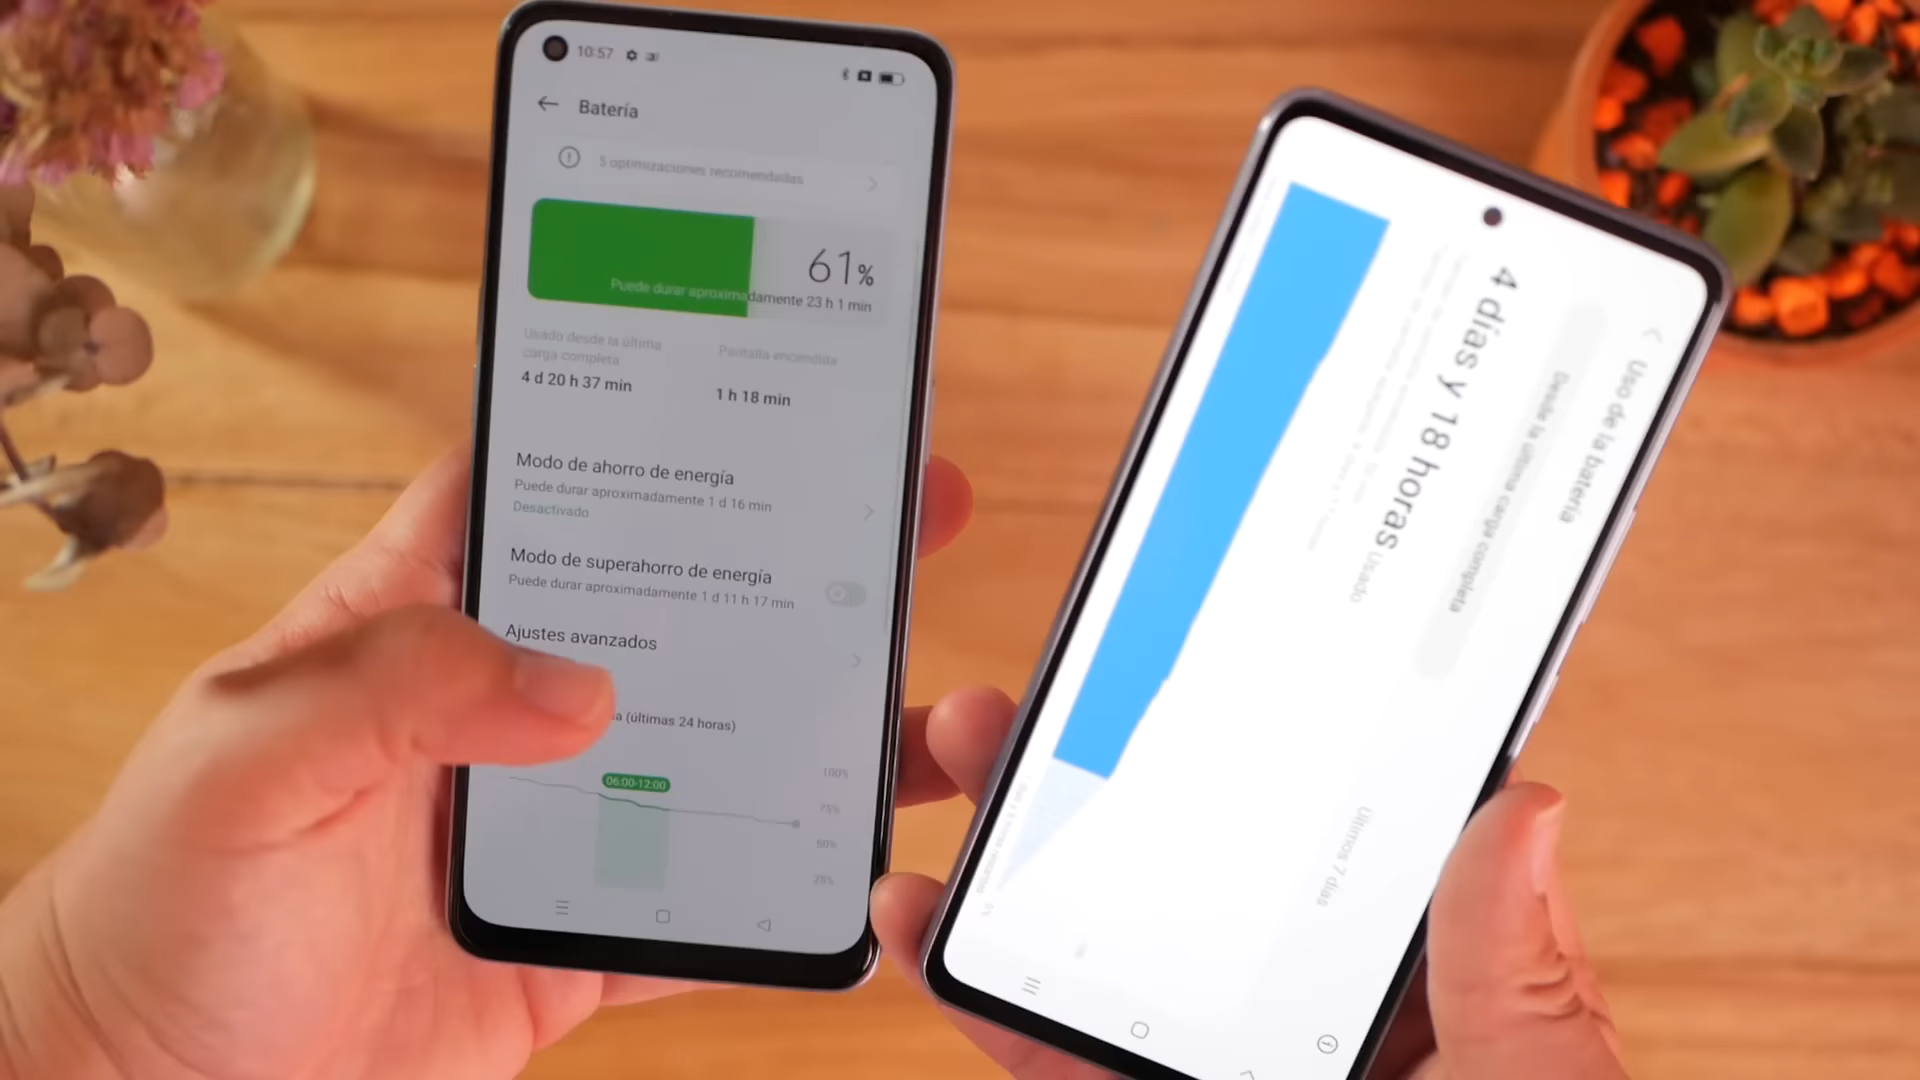 10:57
Batería
5 optimizaciones recomendadas
61%
Puede durar aproximadamente 23 h 1 min
Usado desde la última
carga completa
4 d 20 h 37 min
Pantalla encendida
1 h 18 min
Modo de ahorro de energía
Puede durar aproximadamente 1 d 16 min
Desactivado
Modo de superahorro de energía
Puede durar aproximadamente 1 d 11 h 17 min
Ajustes avanzados
(últimas 24 horas)
06:00-12:00
100%
75%
50%
25%
Uso de la batería
Desde la última carga completa
Últimos 7 días
4 días y 18 horas usado